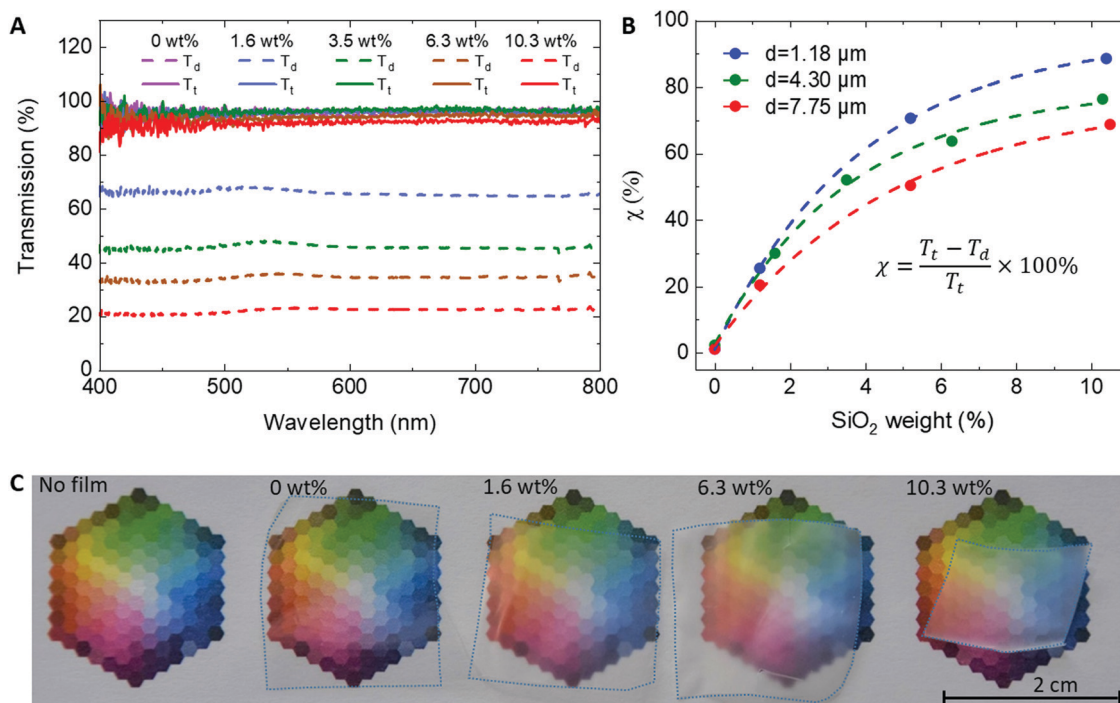 A
120
100
80
60
40
20
0
Transmission (%)
0 wt% 1.6 wt% 3.5 wt% 6.3 wt% 10.3 wt%
T_d T_d T_d T_d T_d
T_t T_t T_t T_t T_t
400 500 600 700 800
Wavelength (nm)
B
100
80
60
40
20
0
χ (%)
d=1.18 μm
d=4.30 μm
d=7.75 μm
χ = (T_t − T_d) / T_t × 100%
0 2 4 6 8 10
SiO₂ weight (%)
C
No film 0 wt% 1.6 wt% 6.3 wt% 10.3 wt%
2 cm